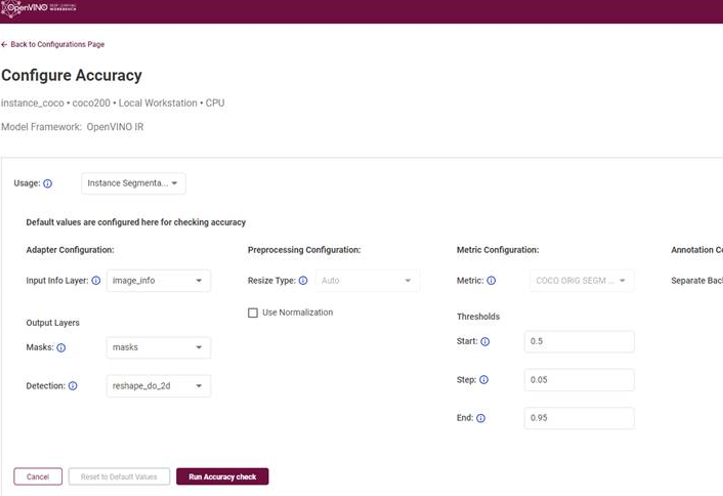 OpenVINO
← Back to Configurations Page
Configure Accuracy
instance_coco • coco200 • Local Workstation • CPU
Model Framework: OpenVINO IR
Usage: Instance Segmenta...
Default values are configured here for checking accuracy
Adapter Configuration: Preprocessing Configuration: Metric Configuration: Annotation Co
Input Info Layer: image_info Resize Type: Auto Metric: COCO ORIG SEGM ... Separate Bac
Use Normalization
Output Layers Thresholds
Masks: masks Start: 0.5
Detection: reshape_do_2d Step: 0.05
End: 0.95
Cancel Reset to Default Values Run Accuracy check